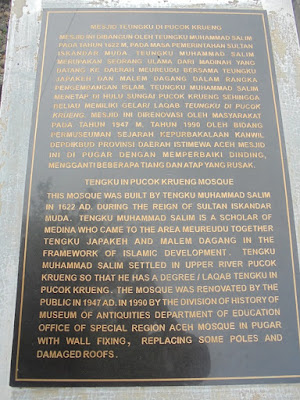 MESJID TEUNGKU DI PUCOK KRUENG
MESJID INI DIBANGUN OLEH TEUNGKU MUHAMMAD SALIM
PADA TAHUN 1622 M, PADA MASA PEMERINTAHAN SULTAN
ISKANDAR MUDA. TEUNGKU MUHAMMAD SALIM
MERUPAKAN SEORANG ULAMA DARI MADINAH YANG
DATANG KE DAERAH MEUREUDU BERSAMA TEUNGKU
JAPAKEH DAN MALEM DAGANG DALAM RANGKA
PENGEMBANGAN ISLAM. TEUNGKU MUHAMMAD SALIM
MENETAP DI HULU SUNGAI PUCOK KRUENG SEHINGGA
BELIAU MEMILIKI GELAR/ LAQAB TEUNGKU DI PUCOK
KRUENG. MESJID INI DIRENOVASI OLEH MASYARAKAT
PADA TAHUN 1947 M. TAHUN 1990 OLEH BIDANG
PERMUSEUMAN SEJARAH KEPURBAKALAAN KANWIL
DEPDIKBUD PROVINSI DAERAH ISTIMEWA ACEH MESJID
INI DI PUGAR DENGAN MEMPERBAIKI DINDING,
MENGGANTI BEBERAPA TIANG DAN ATAP YANG RUSAK.
TENGKU IN PUCOK KRUENG MOSQUE
THIS MOSQUE WAS BUILT BY TENGKU MUHAMMAD SALIM
IN 1622 AD. DURING THE REIGN OF SULTAN ISKANDAR
MUDA. TENGKU MUHAMMAD SALIM IS A SCHOLAR OF
MEDINA WHO CAME TO THE AREA MEUREUDU TOGETHER
TENGKU JAPAKEH AND MALEM DAGANG IN THE
FRAMEWORK OF ISLAMIC DEVELOPMENT. TENGKU
MUHAMMAD SALIM SETTLED IN UPPER RIVER PUCOK
KRUENG SO THAT HE HAS A DEGREE / LAQAB TENGKU IN
PUCOK KRUENG. THE MOSQUE WAS RENOVATED BY THE
PUBLIC IN 1947 AD. IN 1990 BY THE DIVISION OF HISTORY OF
MUSEUM OF ANTIQUITIES DEPARTMENT OF EDUCATION
OFFICE OF SPECIAL REGION ACEH MOSQUE IN PUGAR
WITH WALL FIXING, REPLACING SOME POLES AND
DAMAGED ROOFS.